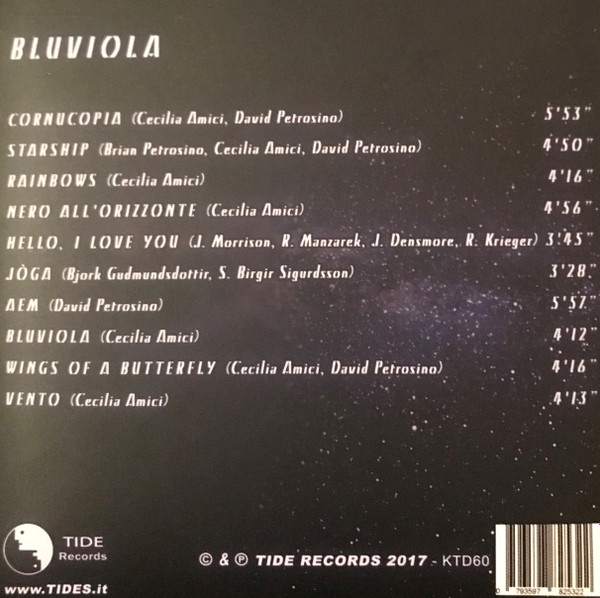 BLUVIOLA
CORNUCOPIA (Cecilia Amici, David Petrosino) 5'53"
STARSHIP (Brian Petrosino, Cecilia Amici, David Petrosino) 4'50"
RAINBOWS (Cecilia Amici) 4'16"
NERO ALL'ORIZZONTE (Cecilia Amici) 4'56"
HELLO, I LOVE YOU (J. Morrison, R. Manzarek, J. Densmore, R. Krieger) 3'45"
JÒGA (Bjork Gudmundsdottir, S. Birgir Sigurdsson) 3'28"
AEM (David Petrosino) 5'57"
BLUVIOLA (Cecilia Amici) 4'12"
WINGS OF A BUTTERFLY (Cecilia Amici, David Petrosino) 4'16"
VENTO (Cecilia Amici) 4'13"
TIDE
Records
© & ℗ TIDE RECORDS 2017 - KTD60
www.TIDES.it
0 793597 825322